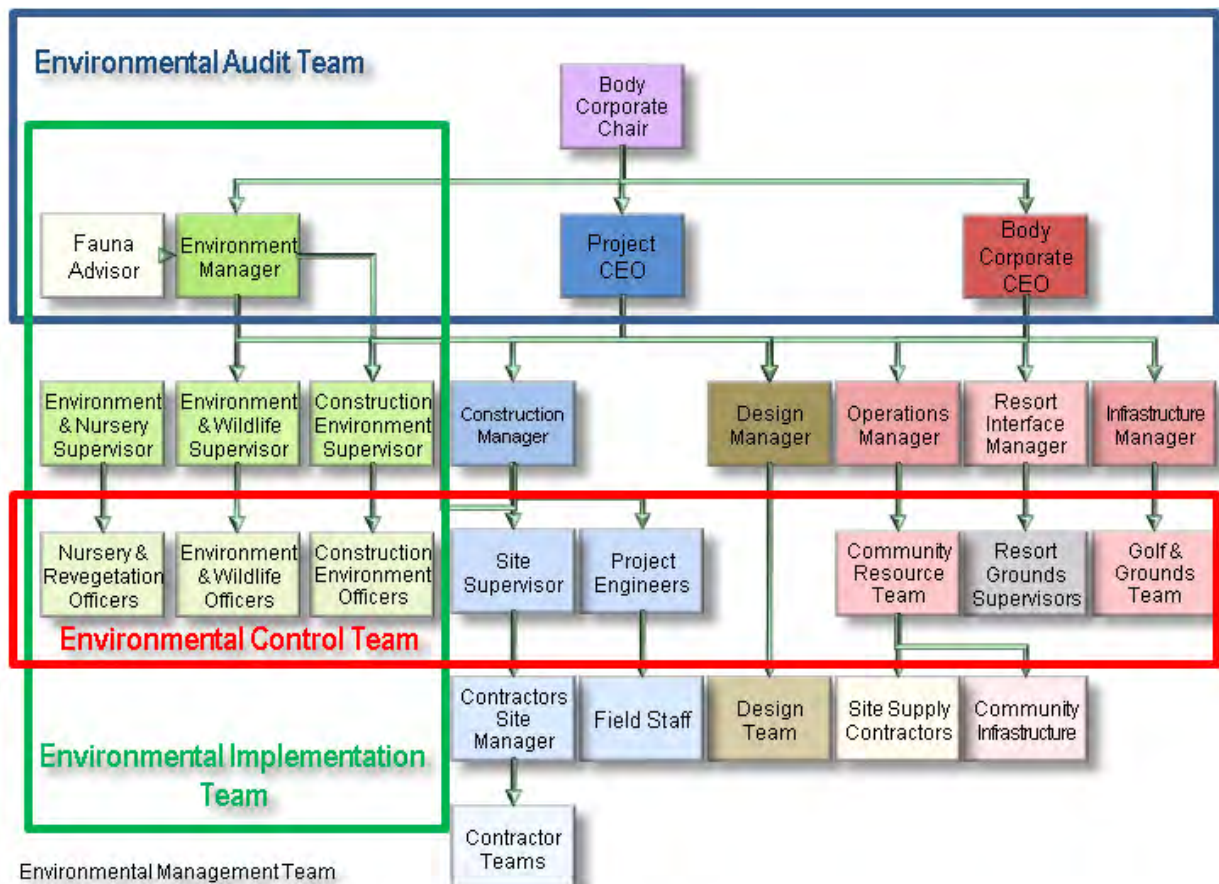 Environmental Audit Team
Body
Corporate
Chair
Fauna
Advisor
Environment
Manager
Project
CEO
Body
Corporate
CEO
Environment
& Nursery
Supervisor
Environment
& Wildlife
Supervisor
Construction
Environment
Supervisor
Construction
Manager
Design
Manager
Operations
Manager
Resort
Interface
Manager
Infrastructure
Manager
Nursery &
Revegetation
Officers
Environment
& Wildlife
Officers
Construction
Environment
Officers
Site
Supervisor
Project
Engineers
Community
Resource
Team
Resort
Grounds
Supervisors
Golf &
Grounds
Team
Environmental Control Team
Contractors
Site
Manager
Field Staff
Design
Team
Site Supply
Contractors
Community
Infrastructure
Environmental Implementation
Team
Contractor
Teams
Environmental Management Team